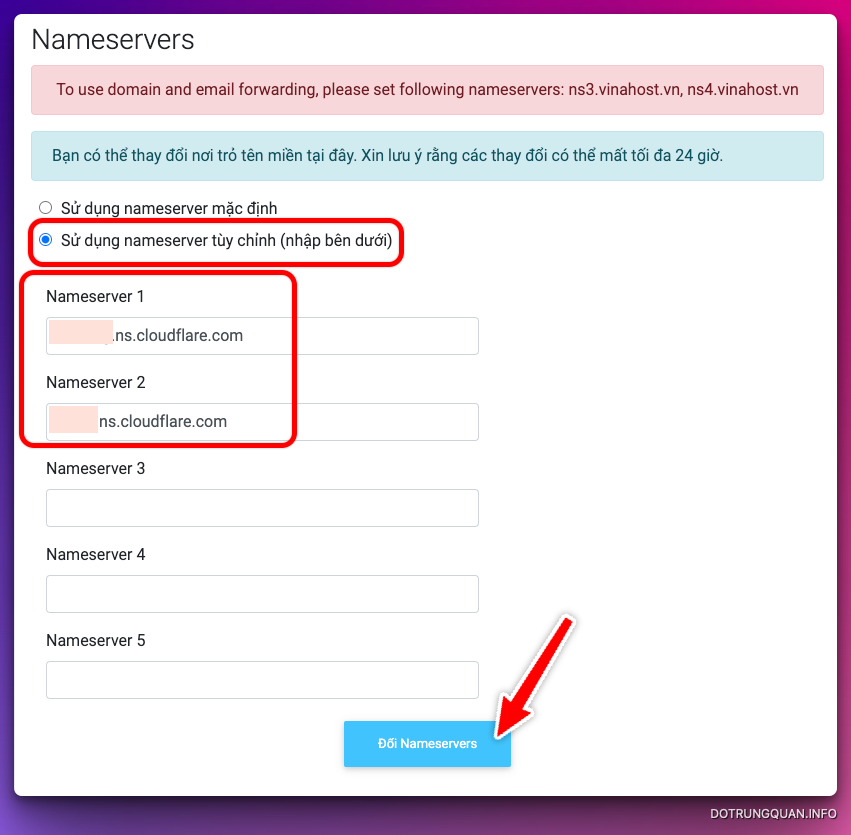 Nameservers
To use domain and email forwarding, please set following nameservers: ns3.vinahost.vn, ns4.vinahost.vn
Bạn có thể thay đổi nơi trỏ tên miền tại đây. Xin lưu ý rằng các thay đổi có thể mất tối đa 24 giờ.
Sử dụng nameserver mặc định
Sử dụng nameserver tùy chỉnh (nhập bên dưới)
Nameserver 1
.ns.cloudflare.com
Nameserver 2
ns.cloudflare.com
Nameserver 3
Nameserver 4
Nameserver 5
Đổi Nameservers
DOTRUNGQUAN.INFO